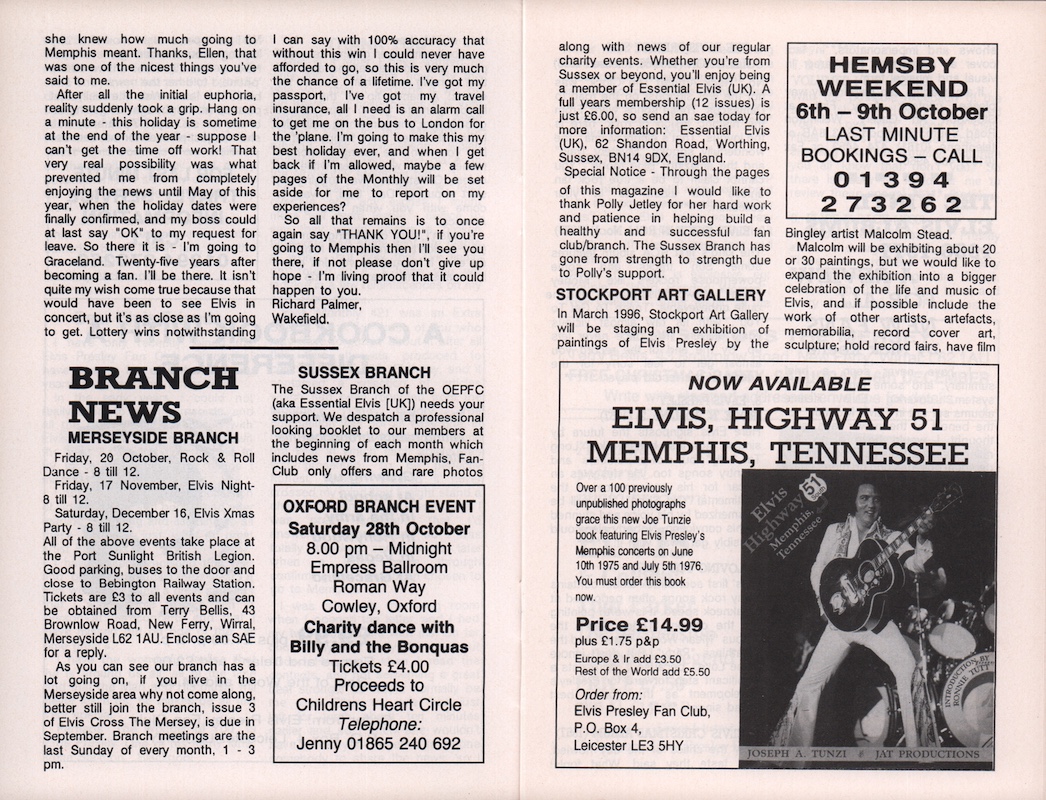 she knew how much going to
Memphis meant. Thanks, Ellen, that
was one of the nicest things you've
said to me.
After all the initial euphoria,
reality suddenly took a grip. Hang on
a minute - this holiday is sometime
at the end of the year - suppose I
can't get the time off work! That
very real possibility was what
prevented me from completely
enjoying the news until May of this
year, when the holiday dates were
finally confirmed, and my boss could
at last say "OK" to my request for
leave. So there it is - I'm going to
Graceland. Twenty-five years after
becoming a fan. I'll be there. It isn't
quite my wish come true because that
would have been to see Elvis in
concert, but it's as close as I'm going
to get. Lottery wins notwithstanding
I can say with 100% accuracy that
without this win I could never have
afforded to go, so this is very much
the chance of a lifetime. I've got my
passport, I've got my travel
insurance, all I need is an alarm call
to get me on the bus to London for
the 'plane. I'm going to make this my
best holiday ever, and when I get
back if I'm allowed, maybe a few
pages of the Monthly will be set
aside for me to report on my
experiences?
So all that remains is to once
again say "THANK YOU!", if you're
going to Memphis then I'll see you
there, if not please don't give up
hope - I'm living proof that it could
happen to you.
Richard Palmer,
Wakefield.
BRANCH
NEWS
MERSEYSIDE BRANCH
Friday, 20 October, Rock & Roll
Dance - 8 till 12.
Friday, 17 November, Elvis Night-
8 till 12.
Saturday, December 16, Elvis Xmas
Party - 8 till 12.
All of the above events take place at
the Port Sunlight British Legion.
Good parking, buses to the door and
close to Bebington Railway Station.
Tickets are £3 to all events and can
be obtained from Terry Bellis, 43
Brownlow Road, New Ferry, Wirral,
Merseyside L62 1AU. Enclose an SAE
for a reply.
As you can see our branch has a
lot going on, if you live in the
Merseyside area why not come along,
better still join the branch, issue 3
of Elvis Cross The Mersey, is due in
September. Branch meetings are the
last Sunday of every month, 1 - 3
pm.
SUSSEX BRANCH
The Sussex Branch of the OEPFC
(aka Essential Elvis [UK]) needs your
support. We despatch a professional
looking booklet to our members at
the beginning of each month which
includes news from Memphis, Fan-
Club only offers and rare photos
OXFORD BRANCH EVENT
Saturday 28th October
8.00 pm – Midnight
Empress Ballroom
Roman Way
Cowley, Oxford
Charity dance with
Billy and the Bonquas
Tickets £4.00
Proceeds to
Childrens Heart Circle
Telephone:
Jenny 01865 240 692
along with news of our regular
charity events. Whether you're from
Sussex or beyond, you'll enjoy being
a member of Essential Elvis (UK). A
full years membership (12 issues) is
just £6.00, so send an sae today for
more information: Essential Elvis
(UK), 62 Shandon Road, Worthing,
Sussex, BN14 9DX, England.
Special Notice - Through the pages
of this magazine I would like to
thank Polly Jetley for her hard work
and patience in helping build a
healthy and successful fan
club/branch. The Sussex Branch has
gone from strength to strength due
to Polly's support.
STOCKPORT ART GALLERY
In March 1996, Stockport Art Gallery
will be staging an exhibition of
paintings of Elvis Presley by the
HEMSBY
WEEKEND
6th – 9th October
LAST MINUTE
BOOKINGS – CALL
01394
273262
Bingley artist Malcolm Stead.
Malcolm will be exhibiting about 20
or 30 paintings, but we would like to
expand the exhibition into a bigger
celebration of the life and music of
Elvis, and if possible include the
work of other artists, artefacts,
memorabilia, record cover art,
sculpture; hold record fairs, have film
NOW AVAILABLE
ELVIS, HIGHWAY 51
MEMPHIS, TENNESSEE
Over a 100 previously
unpublished photographs
grace this new Joe Tunzie
book featuring Elvis Presley's
Memphis concerts on June
10th 1975 and July 5th 1976.
You must order this book
now.
Price £14.99
plus £1.75 p&p
Europe & Ir add £3.50
Rest of the World add £5.50
Order from:
Elvis Presley Fan Club,
P.O. Box 4,
Leicester LE3 5HY
Elvis
Highway 51
Memphis,
Tennessee
INTRODUCTION BY
RONNIE TUTT
JOSEPH A. TUNZI JAT PRODUCTIONS